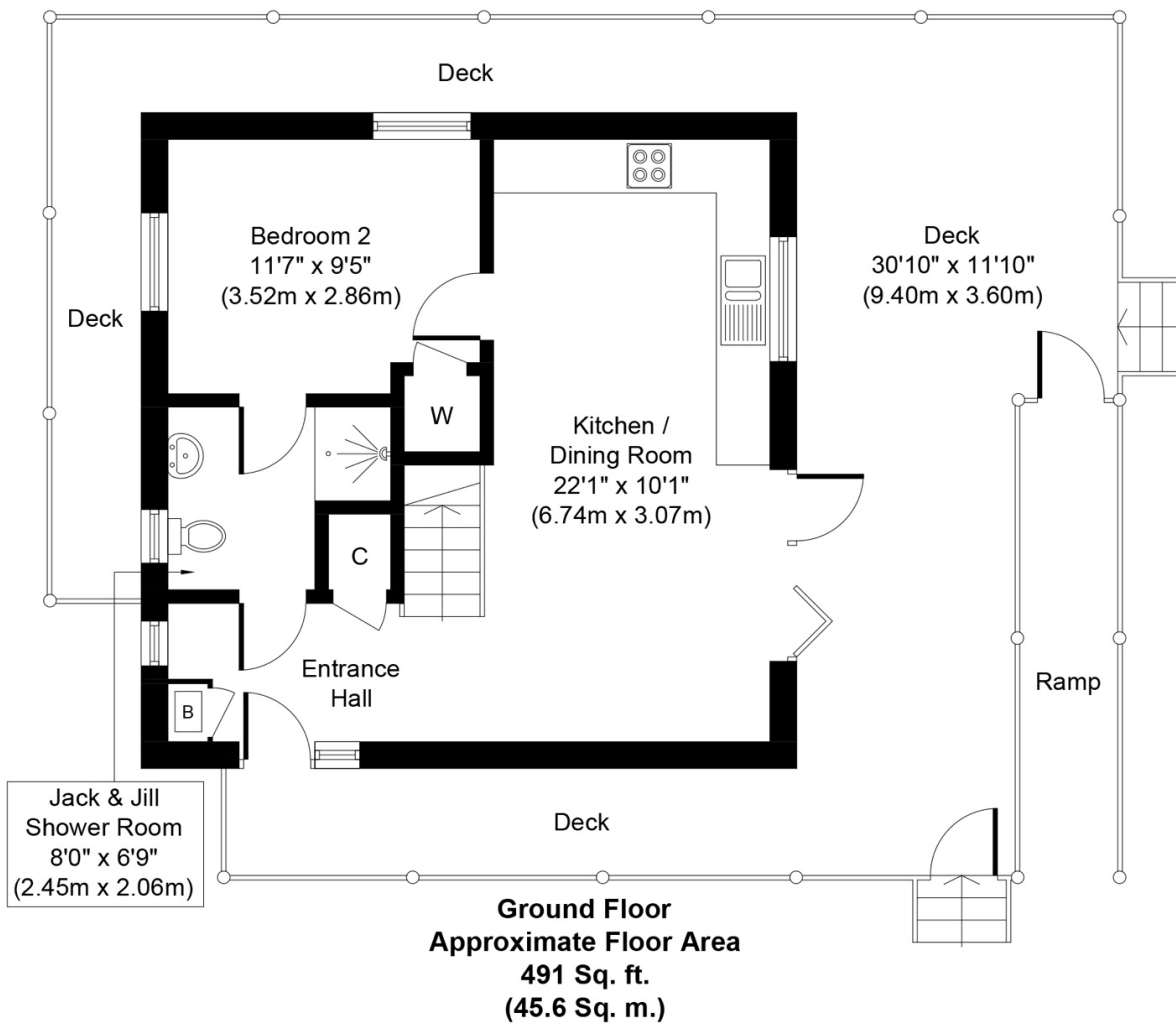 Deck
Bedroom 2
11'7" x 9'5"
(3.52m x 2.86m)
Deck
30'10" x 11'10"
(9.40m x 3.60m)
Deck
W
Kitchen /
Dining Room
22'1" x 10'1"
(6.74m x 3.07m)
C
Entrance
Hall
Ramp
B
Jack & Jill
Shower Room
8'0" x 6'9"
(2.45m x 2.06m)
Deck
Ground Floor
Approximate Floor Area
491 Sq. ft.
(45.6 Sq. m.)